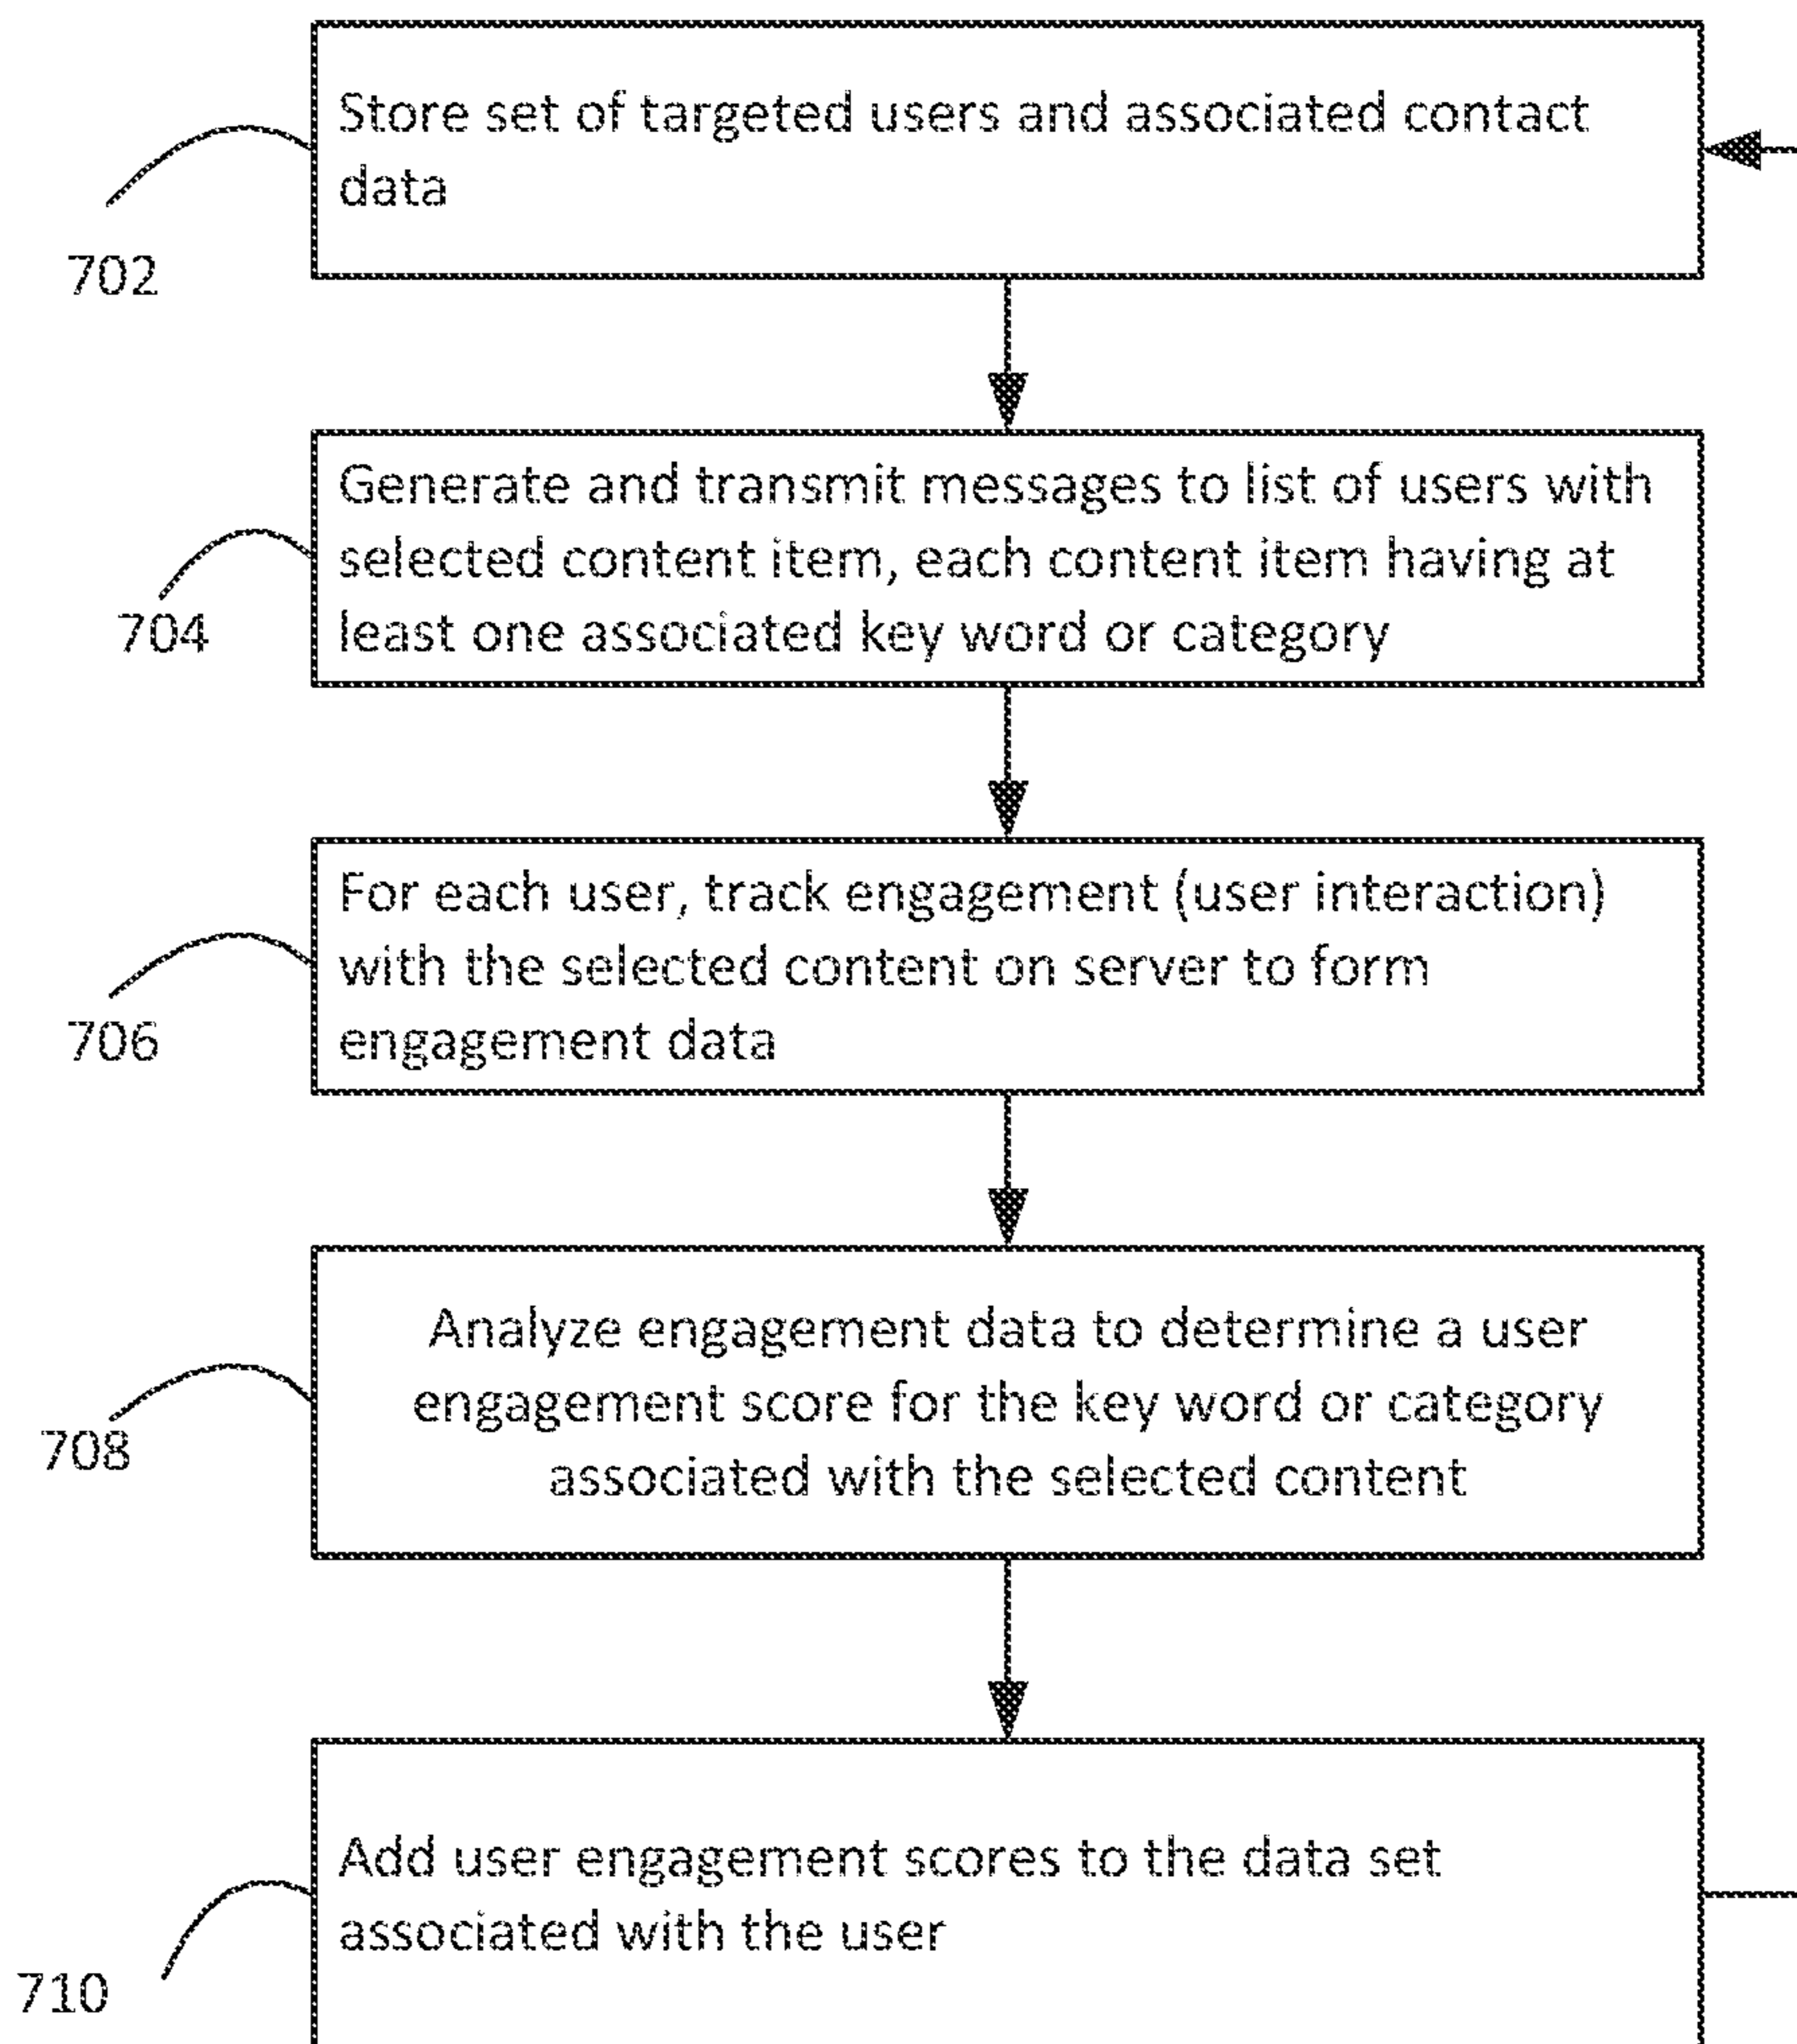 Store set of targeted users and associated contact
data
702
Generate and transmit messages to list of users with
selected content item, each content item having at
least one associated key word or category
704
For each user, track engagement (user interaction)
with the selected content on server to form
engagement data
706
Analyze engagement data to determine a user
engagement score for the key word or category
associated with the selected content
708
Add user engagement scores to the data set
associated with the user
710